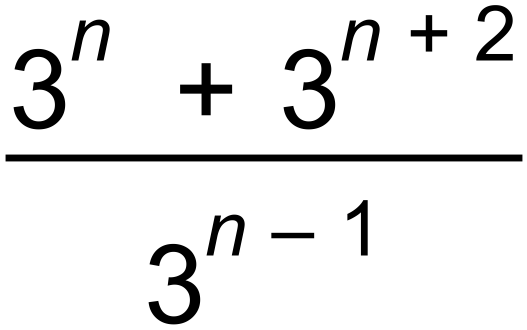 3^n + 3^{n + 2}
3^{n – 1}